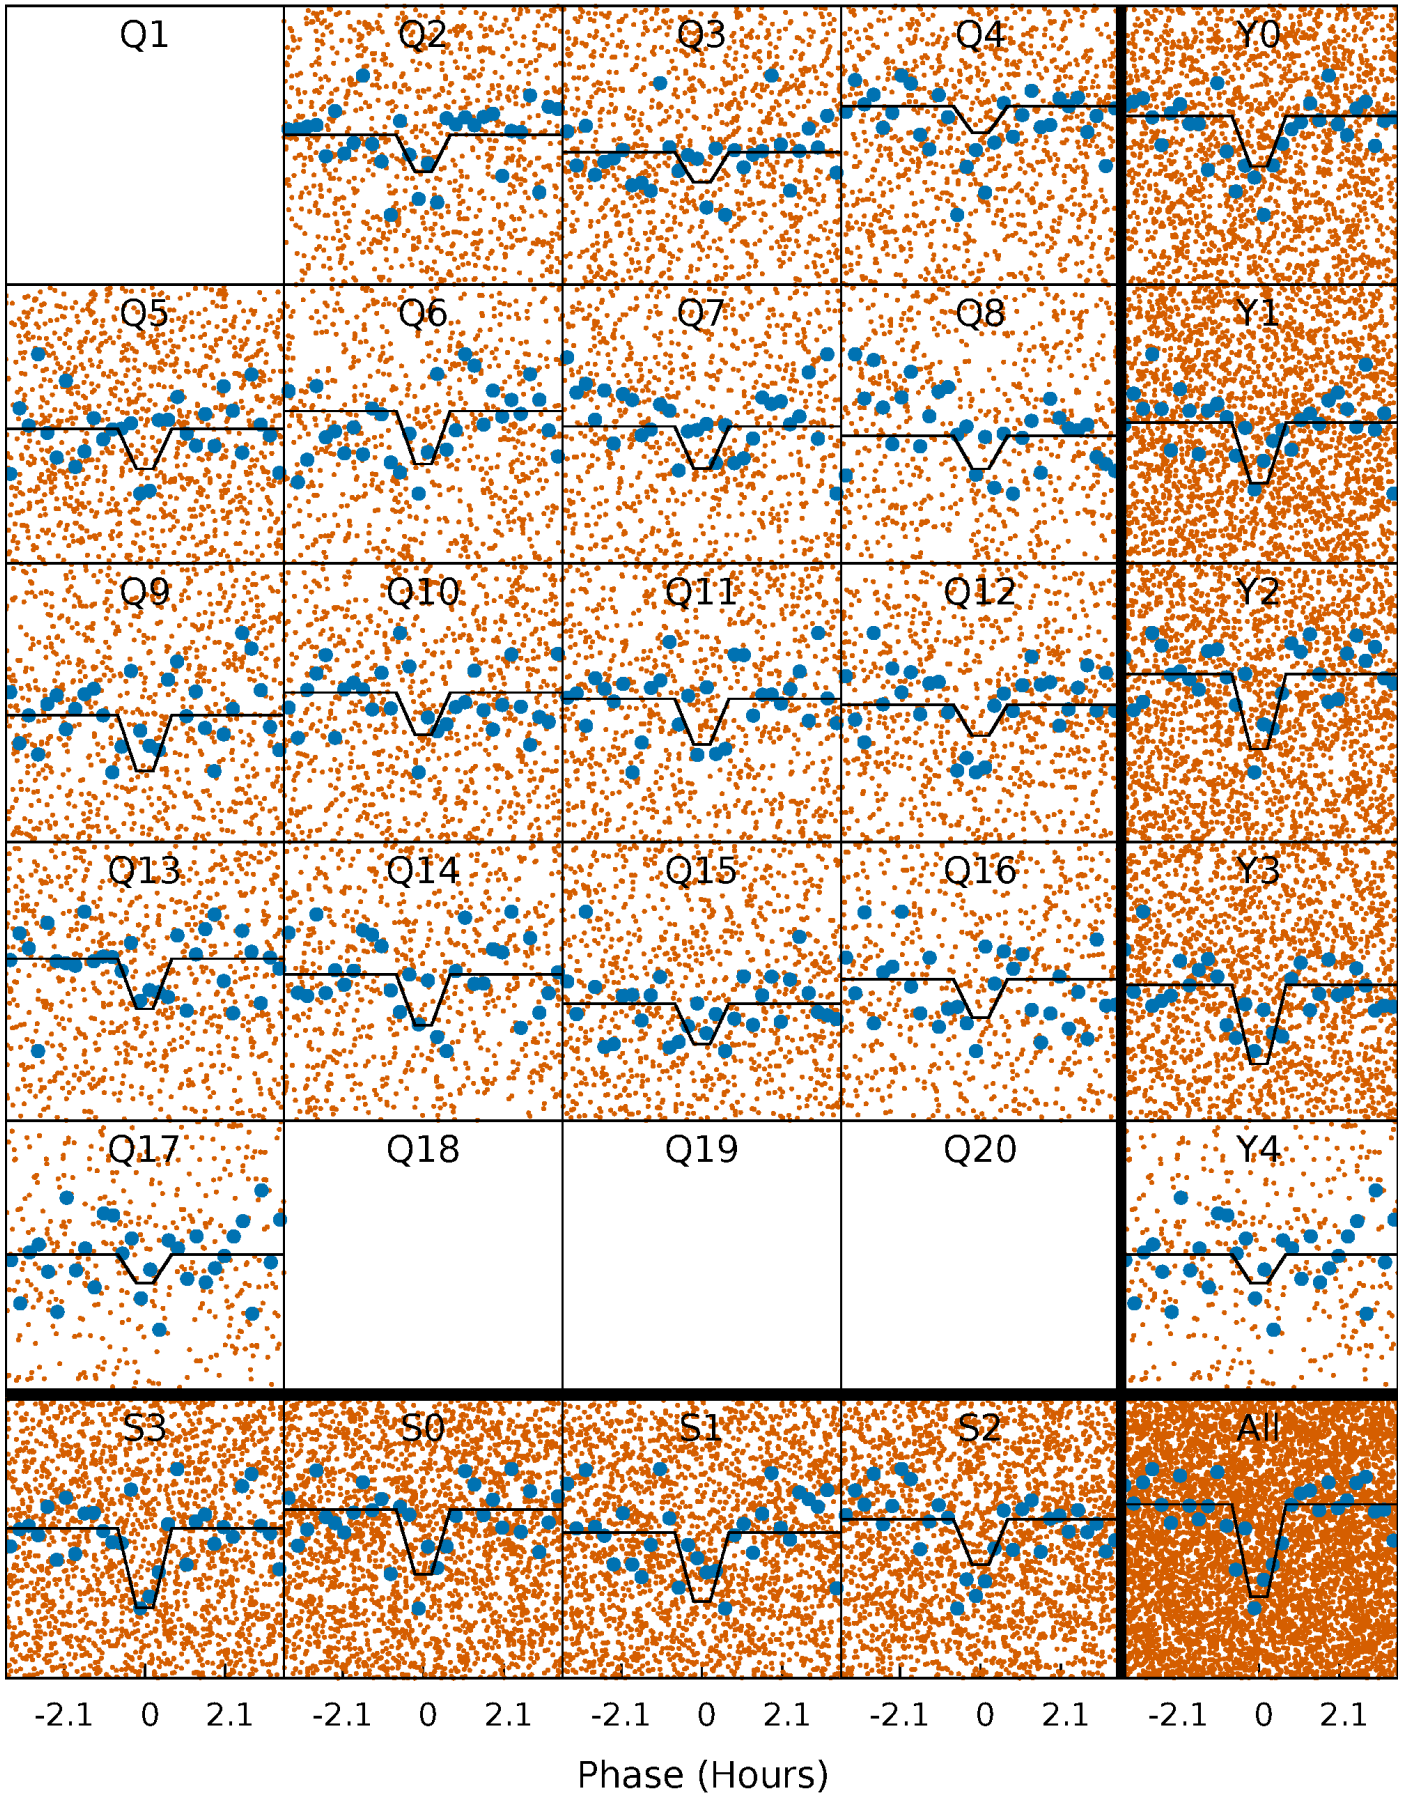 Q1 Q2 Q3 Q4 Y0
Q5 Q6 Q7 Q8 Y1
Q9 Q10 Q11 Q12 Y2
Q13 Q14 Q15 Q16 Y3
Q17 Q18 Q19 Q20 Y4
S3 S0 S1 S2 All
-2.1 0 2.1 -2.1 0 2.1 -2.1 0 2.1 -2.1 0 2.1 -2.1 0 2.1
Phase (Hours)